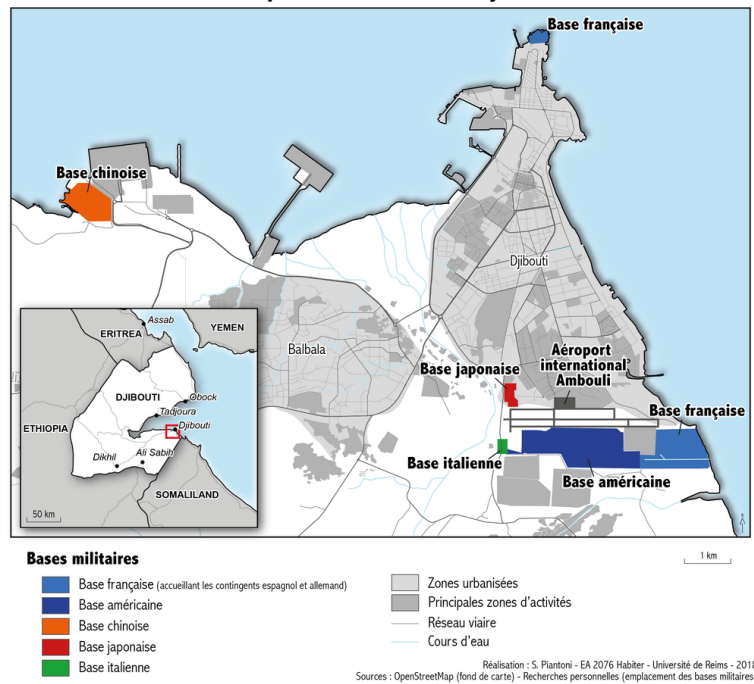 Base française
Base chinoise
Djibouti
Balbala
Base japonaise
Aéroport
international
Ambouli
Base française
Base italienne
Base américaine
Assab
ERITREA
YEMEN
DJIBOUTI
Obock
Tadjoura
ETHIOPIA
Djibouti
Dikhil
Ali Sabih
SOMALILAND
50 km
N
1 km
Bases militaires
Base française (accueillant les contingents espagnol et allemand)
Base américaine
Base chinoise
Base japonaise
Base italienne
Zones urbanisées
Principales zones d'activités
Réseau viaire
Cours d'eau
Réalisation : S. Piantoni - EA 2076 Habiter - Université de Reims - 2018
Sources : OpenStreetMap (fond de carte) - Recherches personnelles (emplacement des bases militaires